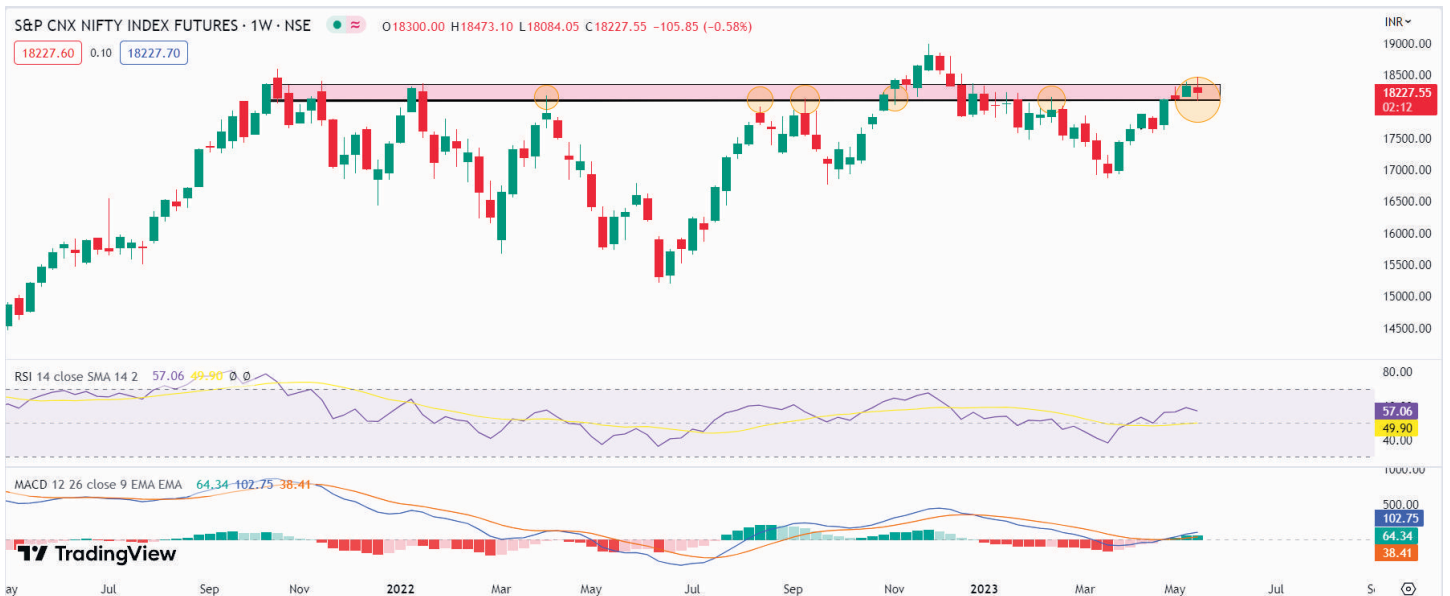 S&P CNX NIFTY INDEX FUTURES · 1W · NSE O18300.00 H18473.10 L18084.05 C18227.55 -105.85 (-0.58%)
18227.60 0.10 18227.70
INR
19000.00
18500.00
18227.55
02:12
17500.00
17000.00
16500.00
16000.00
15500.00
15000.00
14500.00
RSI 14 close SMA 14 2 57.06 49.90 Ø Ø
80.00
57.06
49.90
40.00
MACD 12 26 close 9 EMA EMA 64.34 102.75 38.41
1000.00
500.00
102.75
64.34
38.41
TradingView
ay Jul Sep Nov 2022 Mar May Jul Sep Nov 2023 Mar May Jul